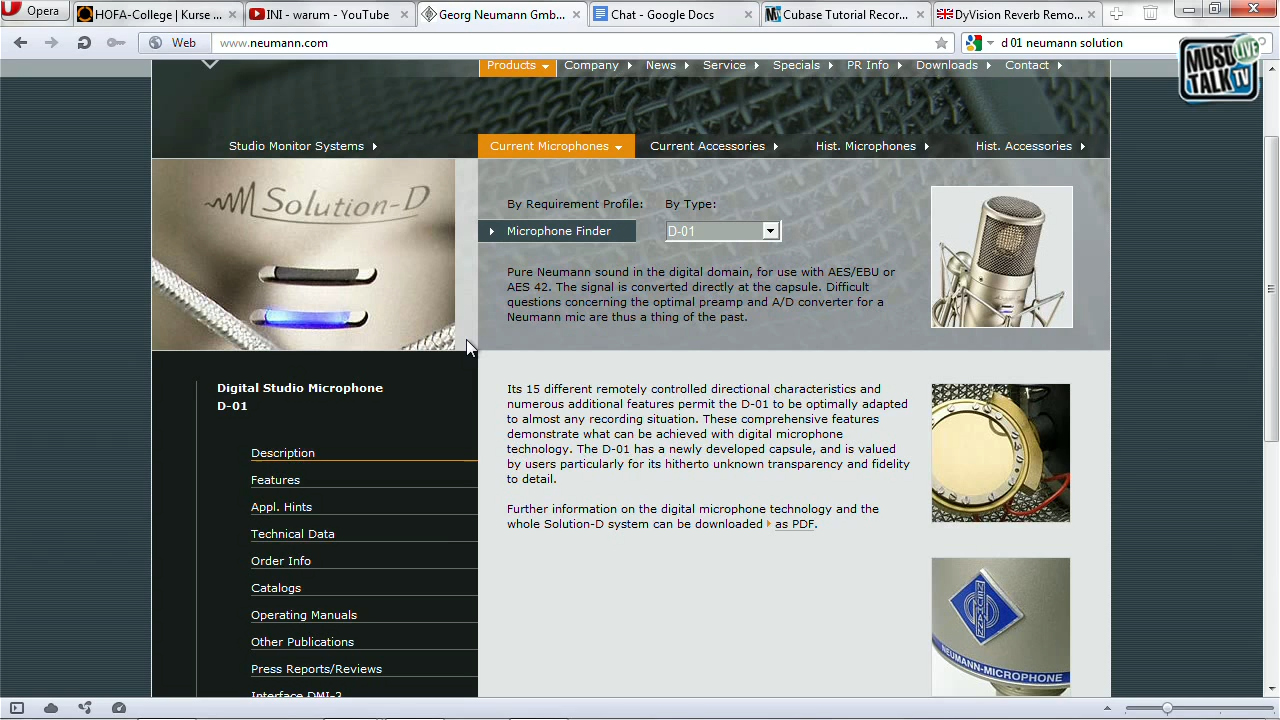 Opera
HOFA-College | Kurse ...
INI - warum - YouTube
Georg Neumann Gmb...
Chat - Google Docs
Cubase Tutorial Recor...
DyVision Reverb Remo...
Web
www.neumann.com
d 01 neumann solution
MUSO LIVE
TALK TV
Products
Company
News
Service
Specials
PR Info
Downloads
Contact
Studio Monitor Systems
Current Microphones
Current Accessories
Hist. Microphones
Hist. Accessories
Solution-D
By Requirement Profile:
By Type:
Microphone Finder
D-01
Pure Neumann sound in the digital domain, for use with AES/EBU or
AES 42. The signal is converted directly at the capsule. Difficult
questions concerning the optimal preamp and A/D converter for a
Neumann mic are thus a thing of the past.
Digital Studio Microphone
D-01
Description
Features
Appl. Hints
Technical Data
Order Info
Catalogs
Operating Manuals
Other Publications
Press Reports/Reviews
Interface DMI-2
Its 15 different remotely controlled directional characteristics and
numerous additional features permit the D-01 to be optimally adapted
to almost any recording situation. These comprehensive features
demonstrate what can be achieved with digital microphone
technology. The D-01 has a newly developed capsule, and is valued
by users particularly for its hitherto unknown transparency and fidelity
to detail.
Further information on the digital microphone technology and the
whole Solution-D system can be downloaded as PDF.
NEUMANN
NEUMANN-MICROPHONE